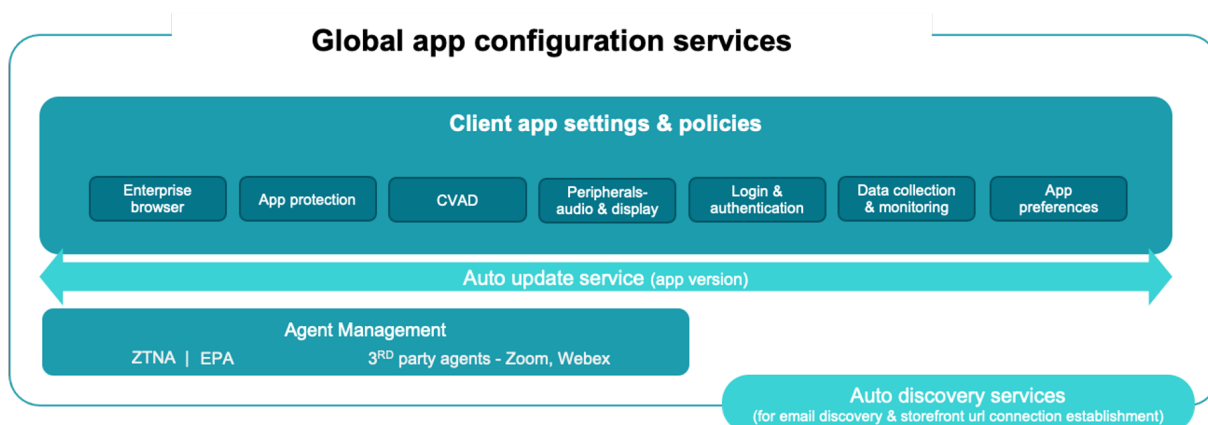 Global app configuration services
Client app settings & policies
Enterprise
browser
App protection
CVAD
Peripherals-
audio & display
Login &
authentication
Data collection
& monitoring
App
preferences
Auto update service (app version)
Agent Management
ZTNA | EPA
3RD party agents - Zoom, Webex
Auto discovery services
(for email discovery & storefront url connection establishment)